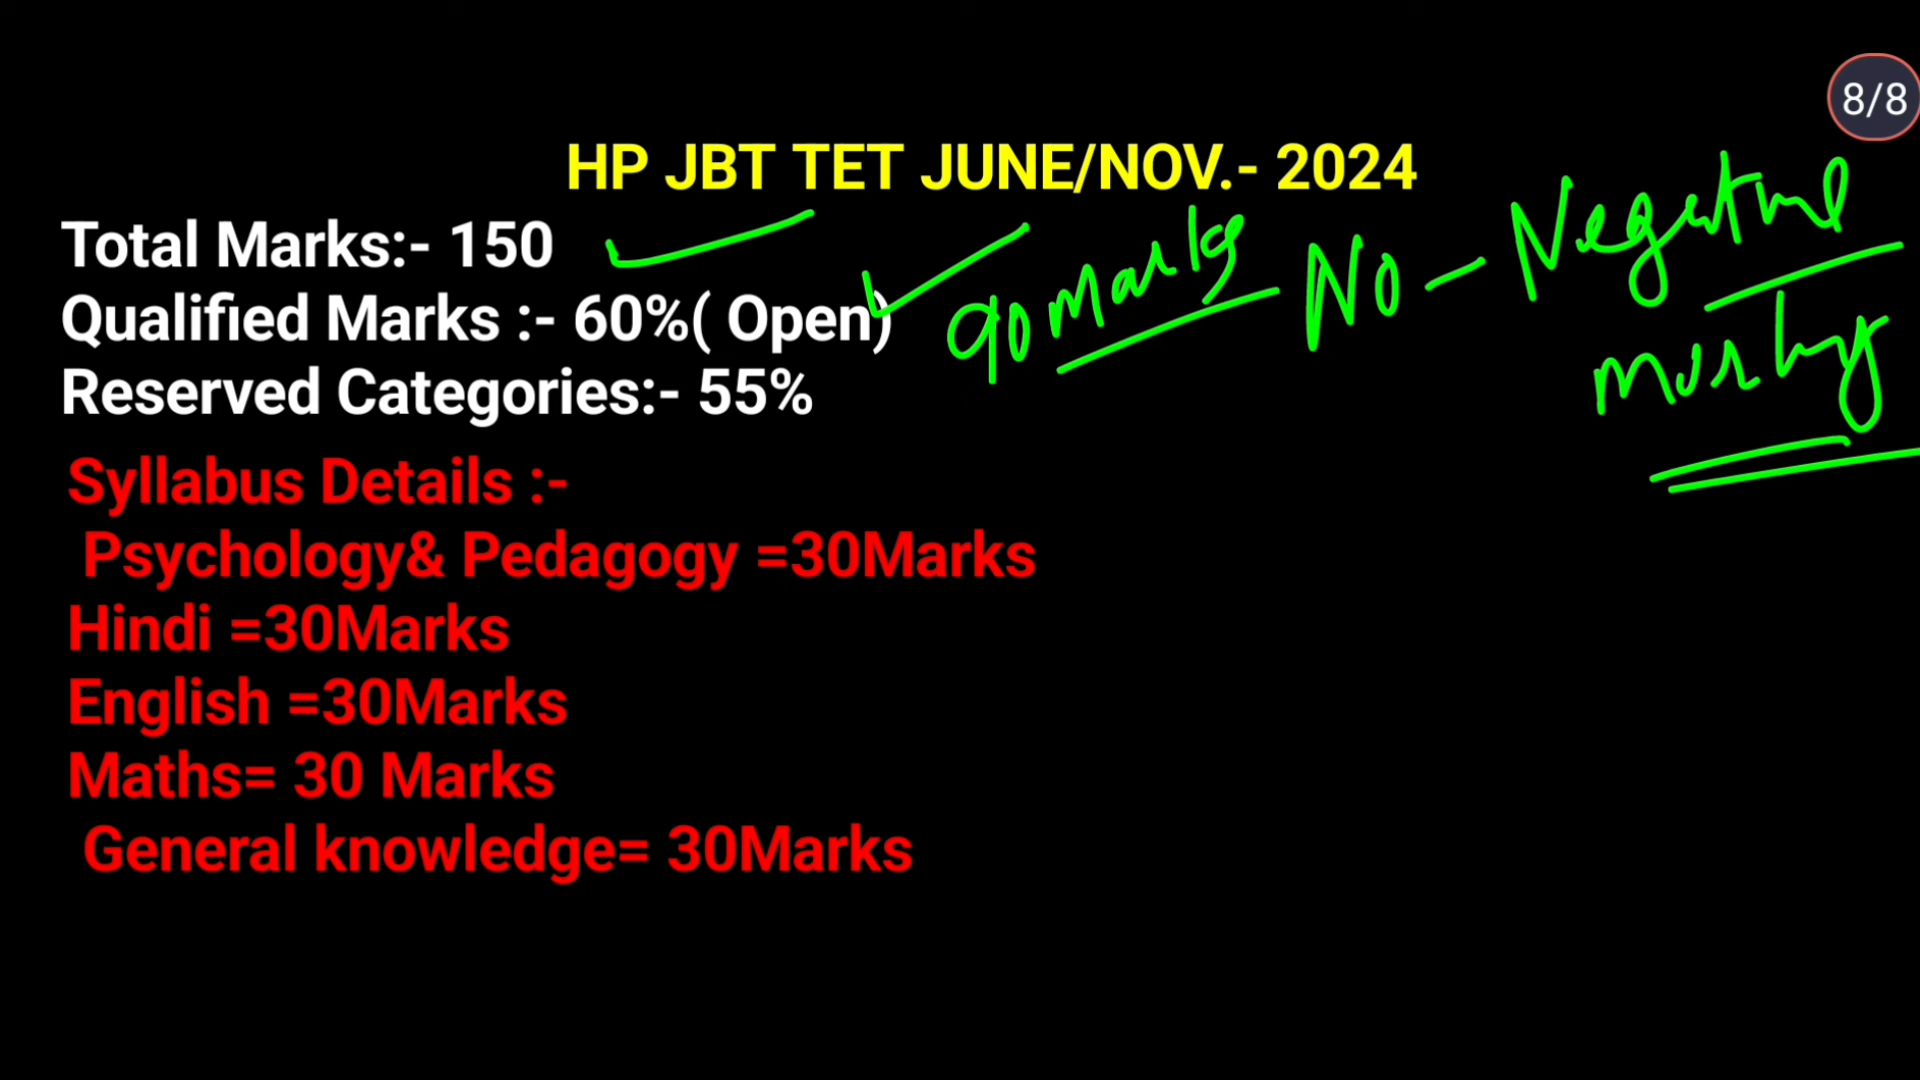 8/8
HP JBT TET JUNE/NOV.- 2024
Total Marks:- 150
Qualified Marks :- 60%( Open)
90 Marks
No - Negative
Reserved Categories:- 55%
Syllabus Details :-
Psychology& Pedagogy =30Marks
Hindi =30Marks
English =30Marks
Maths= 30 Marks
General knowledge= 30Marks